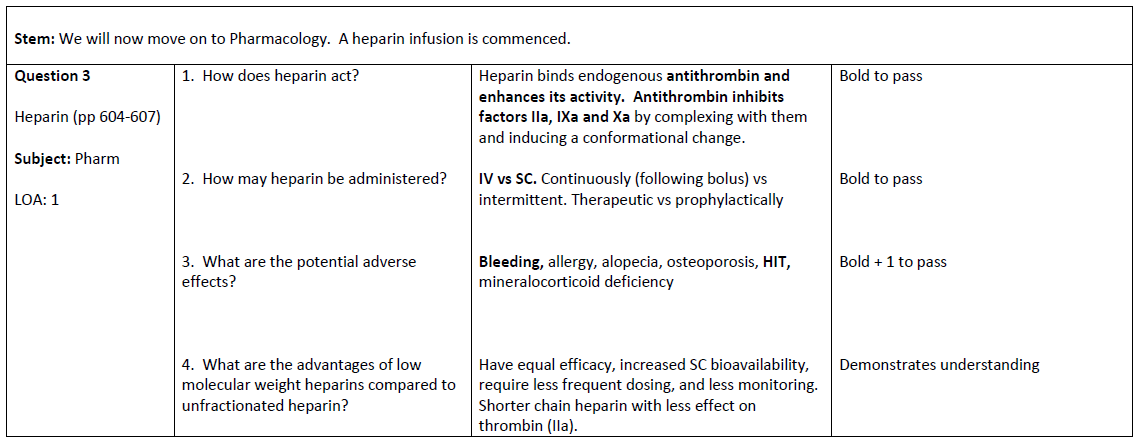 Stem: We will now move on to Pharmacology.  A heparin infusion is commenced.
Question 3
Heparin (pp 604-607)
Subject: Pharm
LOA: 1
1.  How does heparin act?
Heparin binds endogenous antithrombin and
enhances its activity.  Antithrombin inhibits
factors IIa, IXa and Xa by complexing with them
and inducing a conformational change.
Bold to pass
2.  How may heparin be administered?
IV vs SC. Continuously (following bolus) vs
intermittent. Therapeutic vs prophylactically
Bold to pass
3.  What are the potential adverse
effects?
Bleeding, allergy, alopecia, osteoporosis, HIT,
mineralocorticoid deficiency
Bold + 1 to pass
4.  What are the advantages of low
molecular weight heparins compared to
unfractionated heparin?
Have equal efficacy, increased SC bioavailability,
require less frequent dosing, and less monitoring.
Shorter chain heparin with less effect on
thrombin (IIa).
Demonstrates understanding